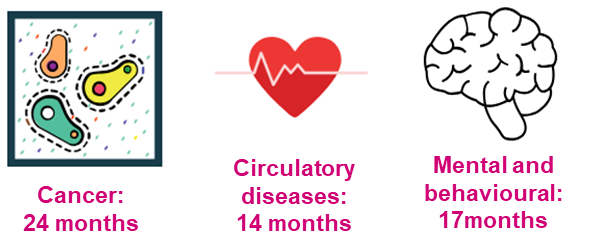 Cancer:
24 months
Circulatory
diseases:
14 months
Mental and
behavioural:
17months